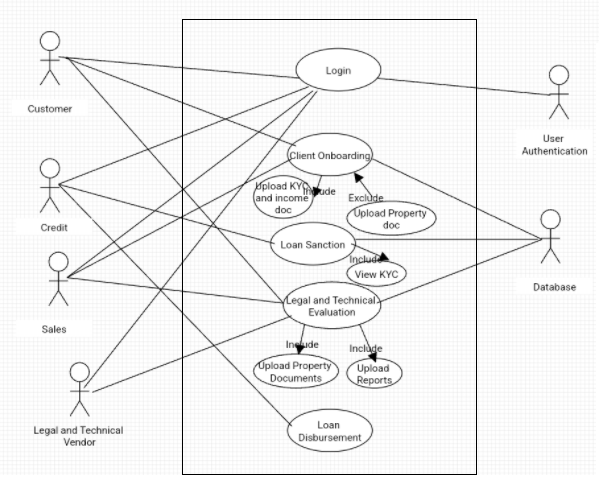 Login
Customer
User
Authentication
Client Onboarding
Upload KYC
and income
doc
Include
Exclude
Upload Property
doc
Credit
Loan Sanction
Include
View KYC
Database
Legal and Technical
Evaluation
Sales
Include
Include
Upload Property
Documents
Upload
Reports
Legal and Technical
Vendor
Loan
Disbursement